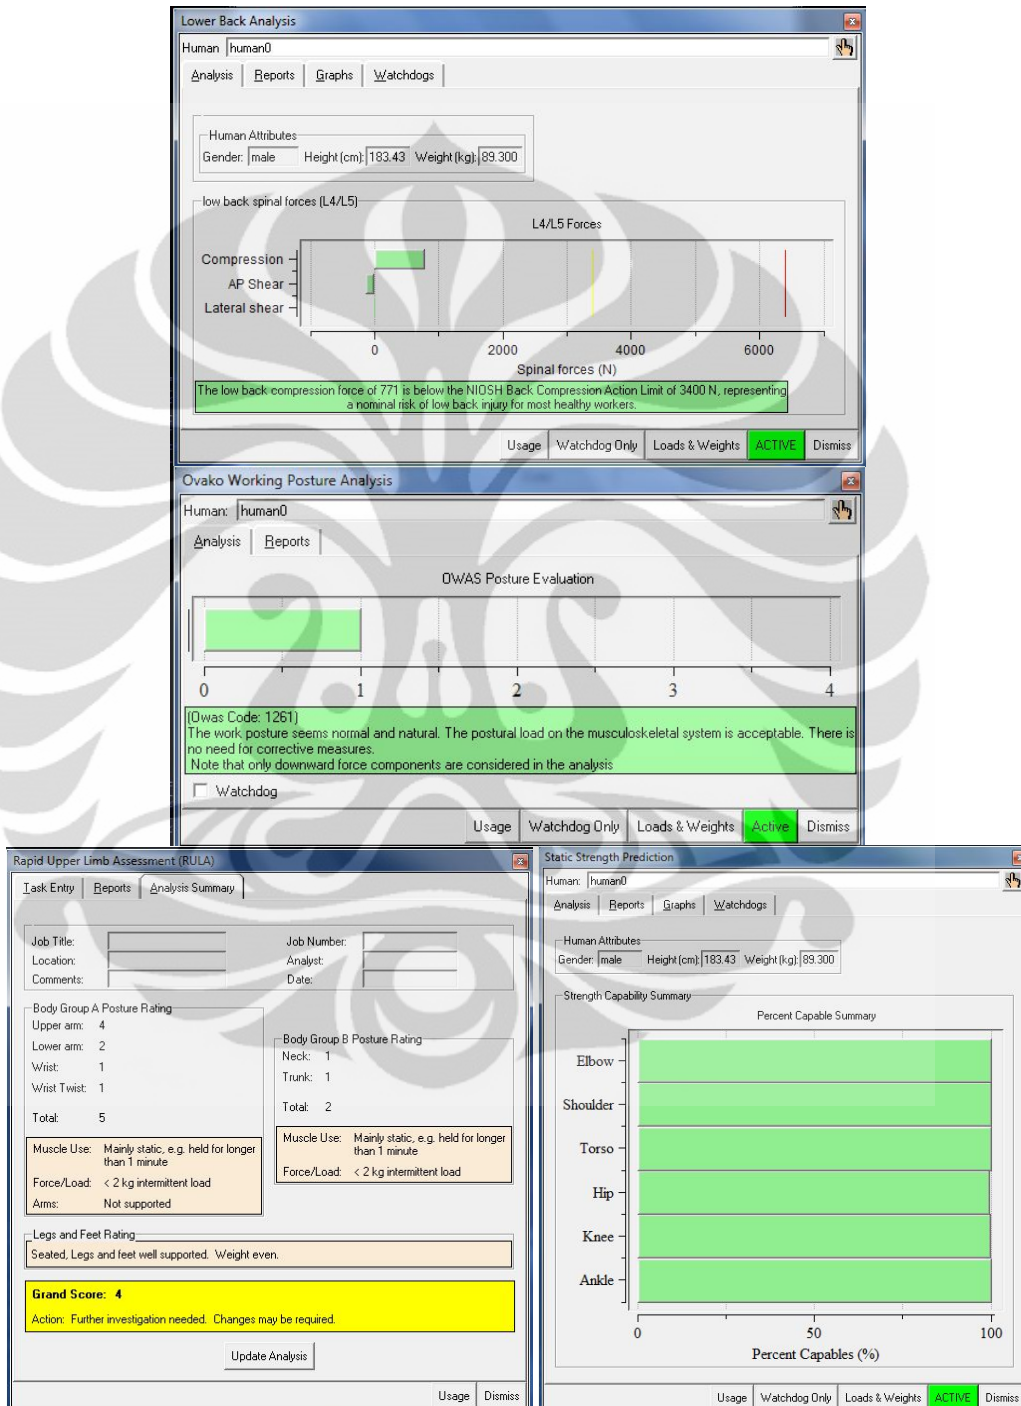 Lower Back Analysis
Human human0
Analysis Reports Graphs Watchdogs
Human Attributes
Gender: male Height(cm): 183.43 Weight(kg): 89.300
low back spinal forces (L4/L5)
L4/L5 Forces
Compression
AP Shear
Lateral shear
0 2000 4000 6000
Spinal forces (N)
The low back compression force of 771 is below the NIOSH Back Compression Action Limit of 3400 N, representing
a nominal risk of low back injury for most healthy workers.
Usage Watchdog Only Loads & Weights ACTIVE Dismiss
Ovako Working Posture Analysis
Human: human0
Analysis Reports
OWAS Posture Evaluation
0 1 2 3 4
(Owas Code: 1261)
The work posture seems normal and natural. The postural load on the musculoskeletal system is acceptable. There is
no need for corrective measures.
Note that only downward force components are considered in the analysis
Watchdog
Usage Watchdog Only Loads & Weights Active Dismiss
Rapid Upper Limb Assessment (RULA)
Task Entry Reports Analysis Summary
Job Title: Job Number:
Location: Analyst:
Comments: Date:
Body Group A Posture Rating
Upper arm: 4
Lower arm: 2
Wrist: 1
Wrist Twist: 1
Total: 5
Muscle Use: Mainly static, e.g. held for longer
than 1 minute
Force/Load: < 2 kg intermittent load
Arms: Not supported
Body Group B Posture Rating
Neck: 1
Trunk: 1
Total: 2
Muscle Use: Mainly static, e.g. held for longer
than 1 minute
Force/Load: < 2 kg intermittent load
Legs and Feet Rating
Seated, Legs and feet well supported. Weight even.
Grand Score: 4
Action: Further investigation needed. Changes may be required.
Update Analysis
Usage Dismiss
Static Strength Prediction
Human: human0
Analysis Reports Graphs Watchdogs
Human Attributes
Gender: male Height(cm): 183.43 Weight(kg): 89.300
Strength Capability Summary
Percent Capable Summary
Elbow
Shoulder
Torso
Hip
Knee
Ankle
0 50 100
Percent Capables (%)
Usage Watchdog Only Loads & Weights ACTIVE Dismiss